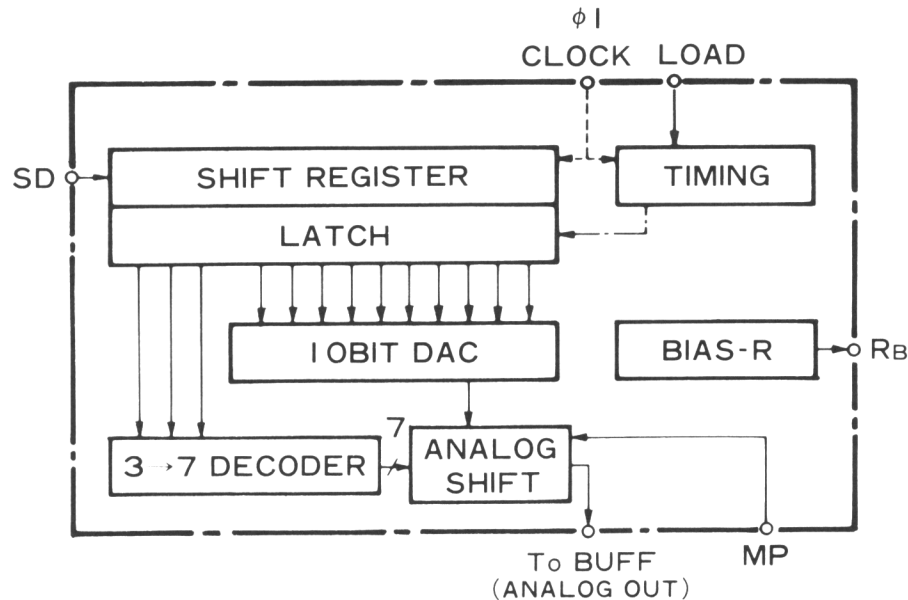 φ1
CLOCK LOAD
SD
SHIFT REGISTER
TIMING
LATCH
10BIT DAC
BIAS-R
RB
7
3→7 DECODER
ANALOG
SHIFT
To BUFF
(ANALOG OUT)
MP